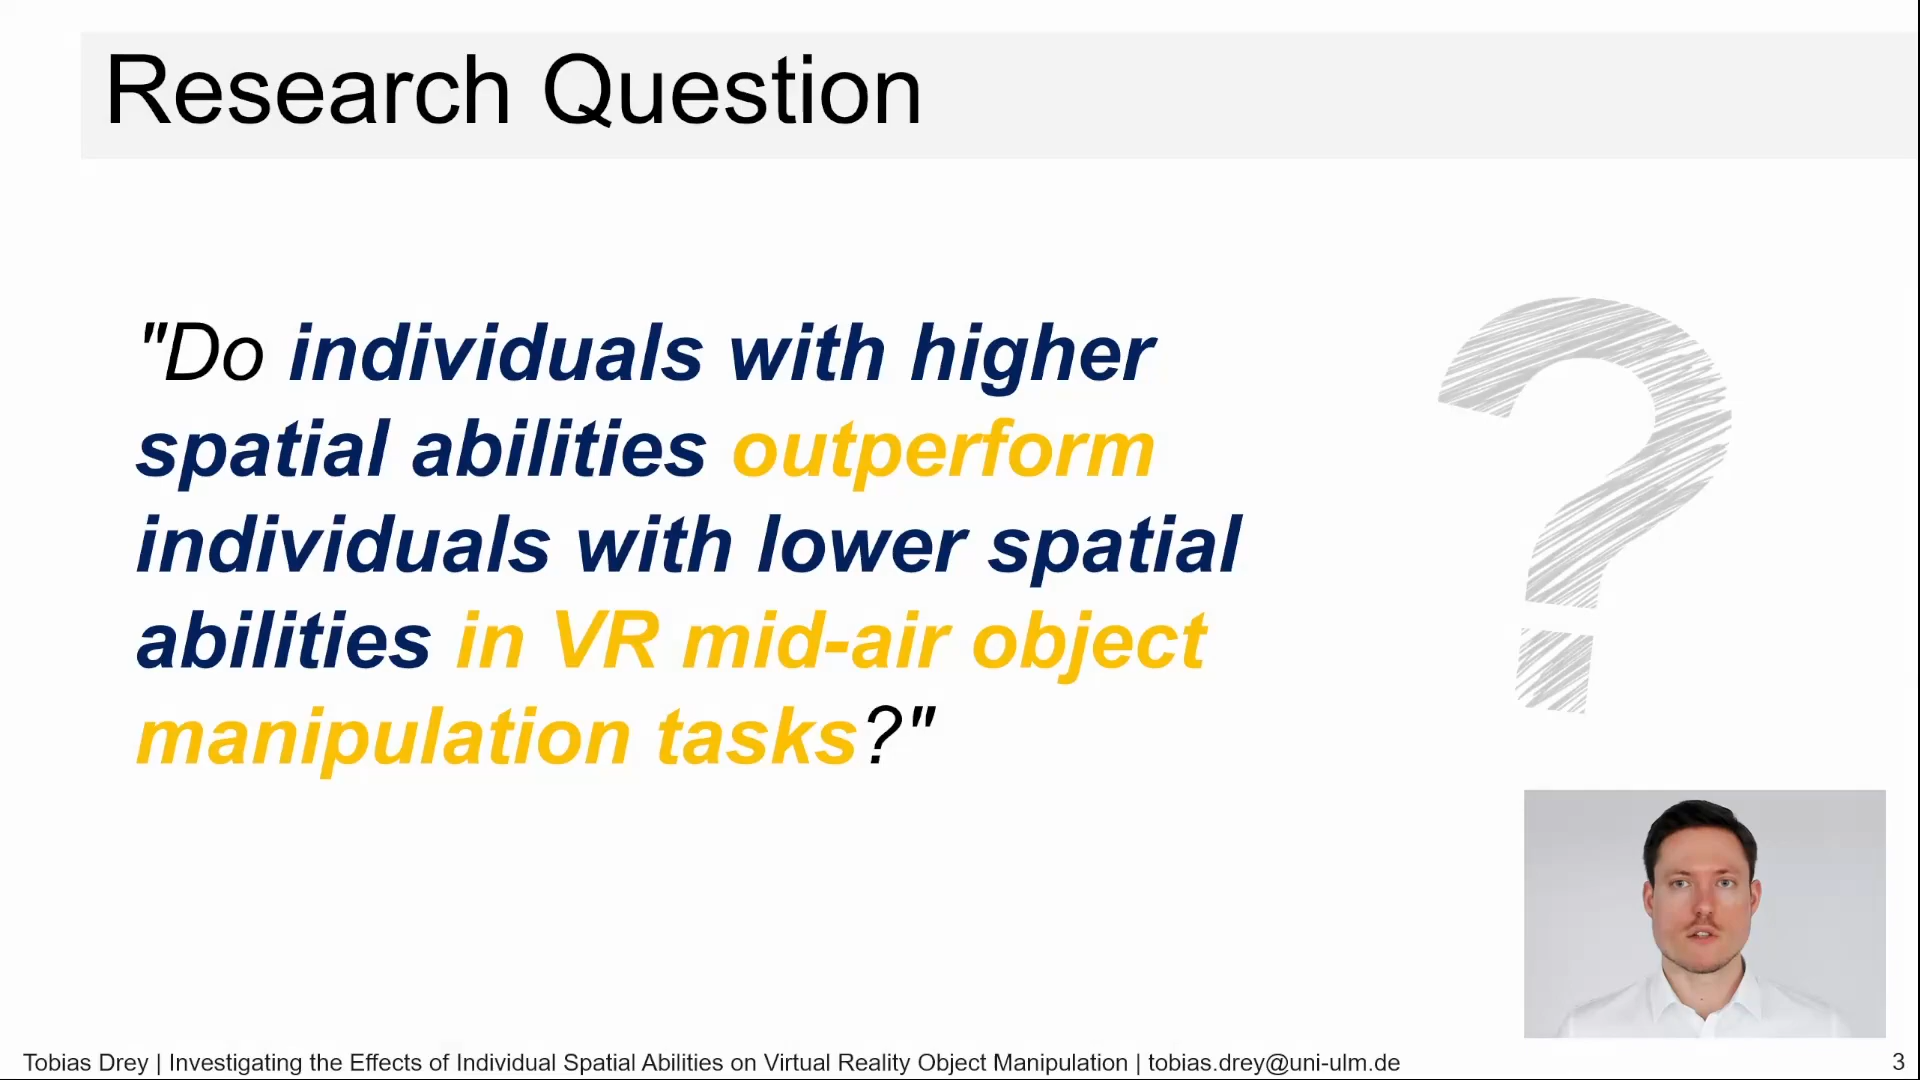 Research Question
"Do individuals with higher
spatial abilities outperform
individuals with lower spatial
abilities in VR mid-air object
manipulation tasks?"
?
Tobias Drey | Investigating the Effects of Individual Spatial Abilities on Virtual Reality Object Manipulation | tobias.drey@uni-ulm.de
3